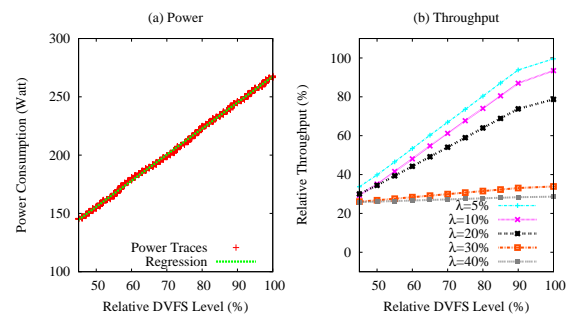 (a) Power
Power Consumption (Watt)
300
250
200
150
100
50 60 70 80 90 100
Relative DVFS Level (%)
Power Traces
Regression
(b) Throughput
Relative Throughput (%)
100
80
60
40
20
0
50 60 70 80 90 100
Relative DVFS Level (%)
λ=5%
λ=10%
λ=20%
λ=30%
λ=40%